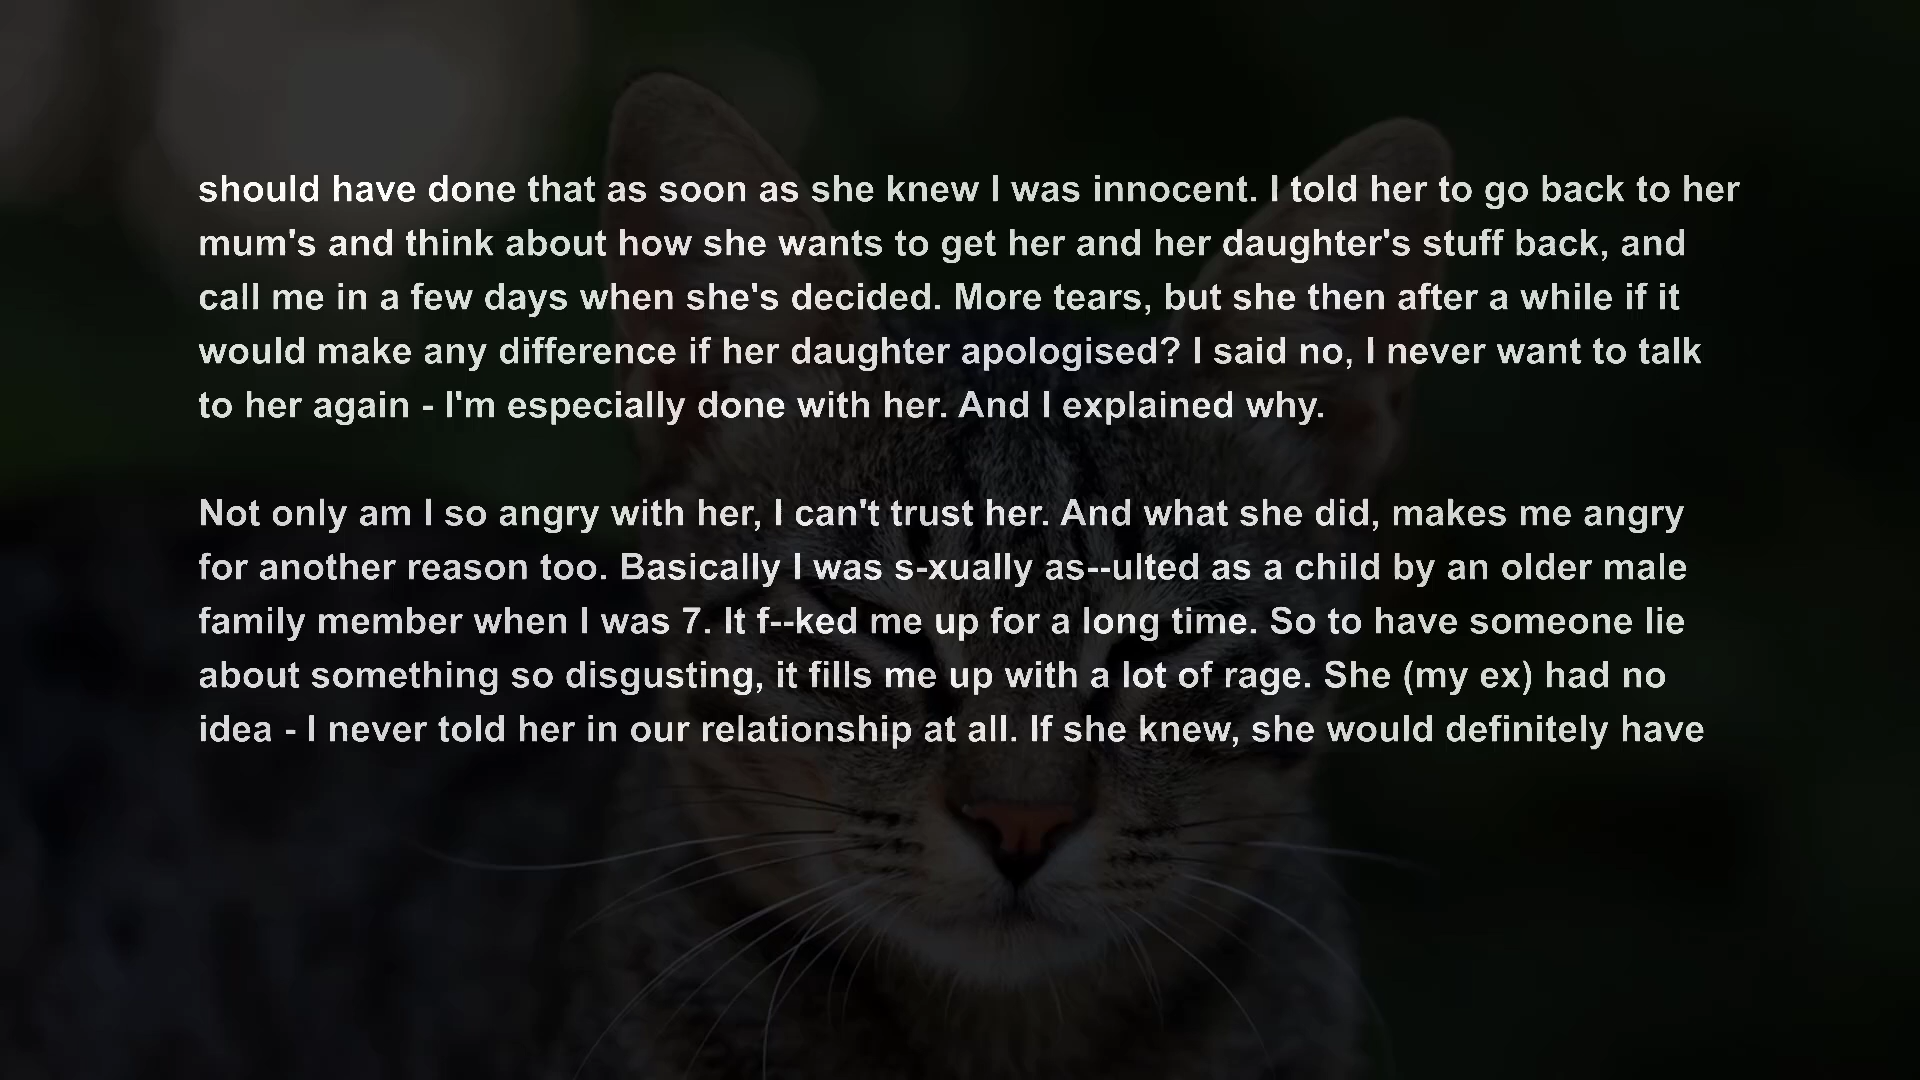 should have done that as soon as she knew I was innocent. I told her to go back to her
mum's and think about how she wants to get her and her daughter's stuff back, and
call me in a few days when she's decided. More tears, but she then after a while if it
would make any difference if her daughter apologised? I said no, I never want to talk
to her again - I'm especially done with her. And I explained why.
Not only am I so angry with her, I can't trust her. And what she did, makes me angry
for another reason too. Basically I was s-xually as--ulted as a child by an older male
family member when I was 7. It f--ked me up for a long time. So to have someone lie
about something so disgusting, it fills me up with a lot of rage. She (my ex) had no
idea - I never told her in our relationship at all. If she knew, she would definitely have